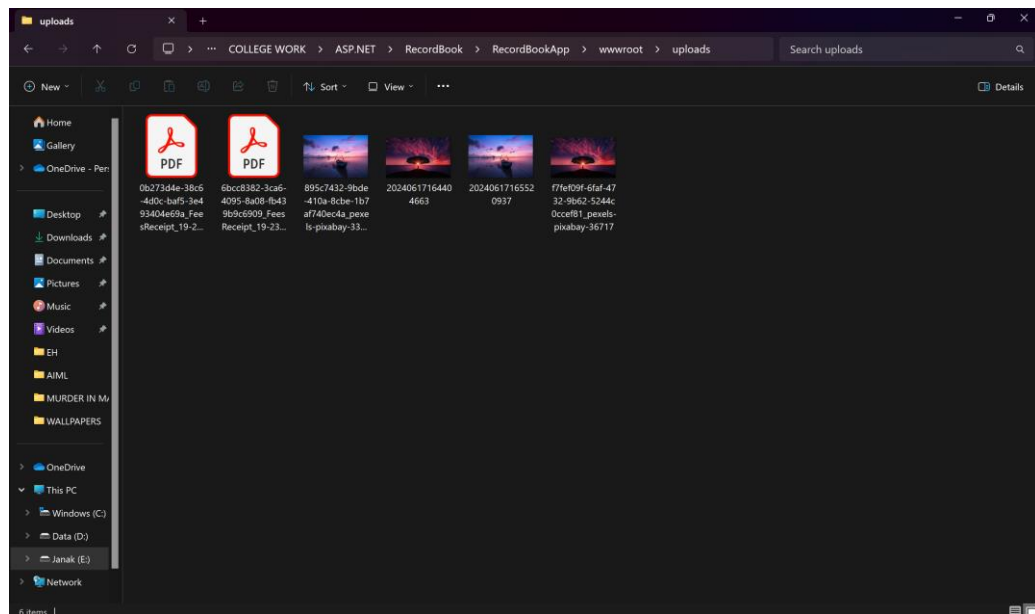 uploads
COLLEGE WORK > ASP.NET > RecordBook > RecordBookApp > wwwroot > uploads
Search uploads
New
Sort
View
Details
Home
Gallery
OneDrive - Per
Desktop
Downloads
Documents
Pictures
Music
Videos
EH
AIML
MURDER IN MA
WALLPAPERS
OneDrive
This PC
Windows (C:)
Data (D:)
Janak (E:)
Network
PDF
0b273d4e-38c6
-4d0c-baf5-3e4
93404e69a_Fee
sReceipt_19-2...
PDF
6bcc8382-3ca6-
4095-8a08-fb43
9b9c6909_Fees
Receipt_19-23...
895c7432-9bde
-410a-8cbe-1b7
af740ec4a_pexe
ls-pixabay-33...
2024061716440
4663
2024061716552
0937
f7fef09f-6faf-47
32-9b62-5244c
0ccef81_pexels-
pixabay-36717
6 items